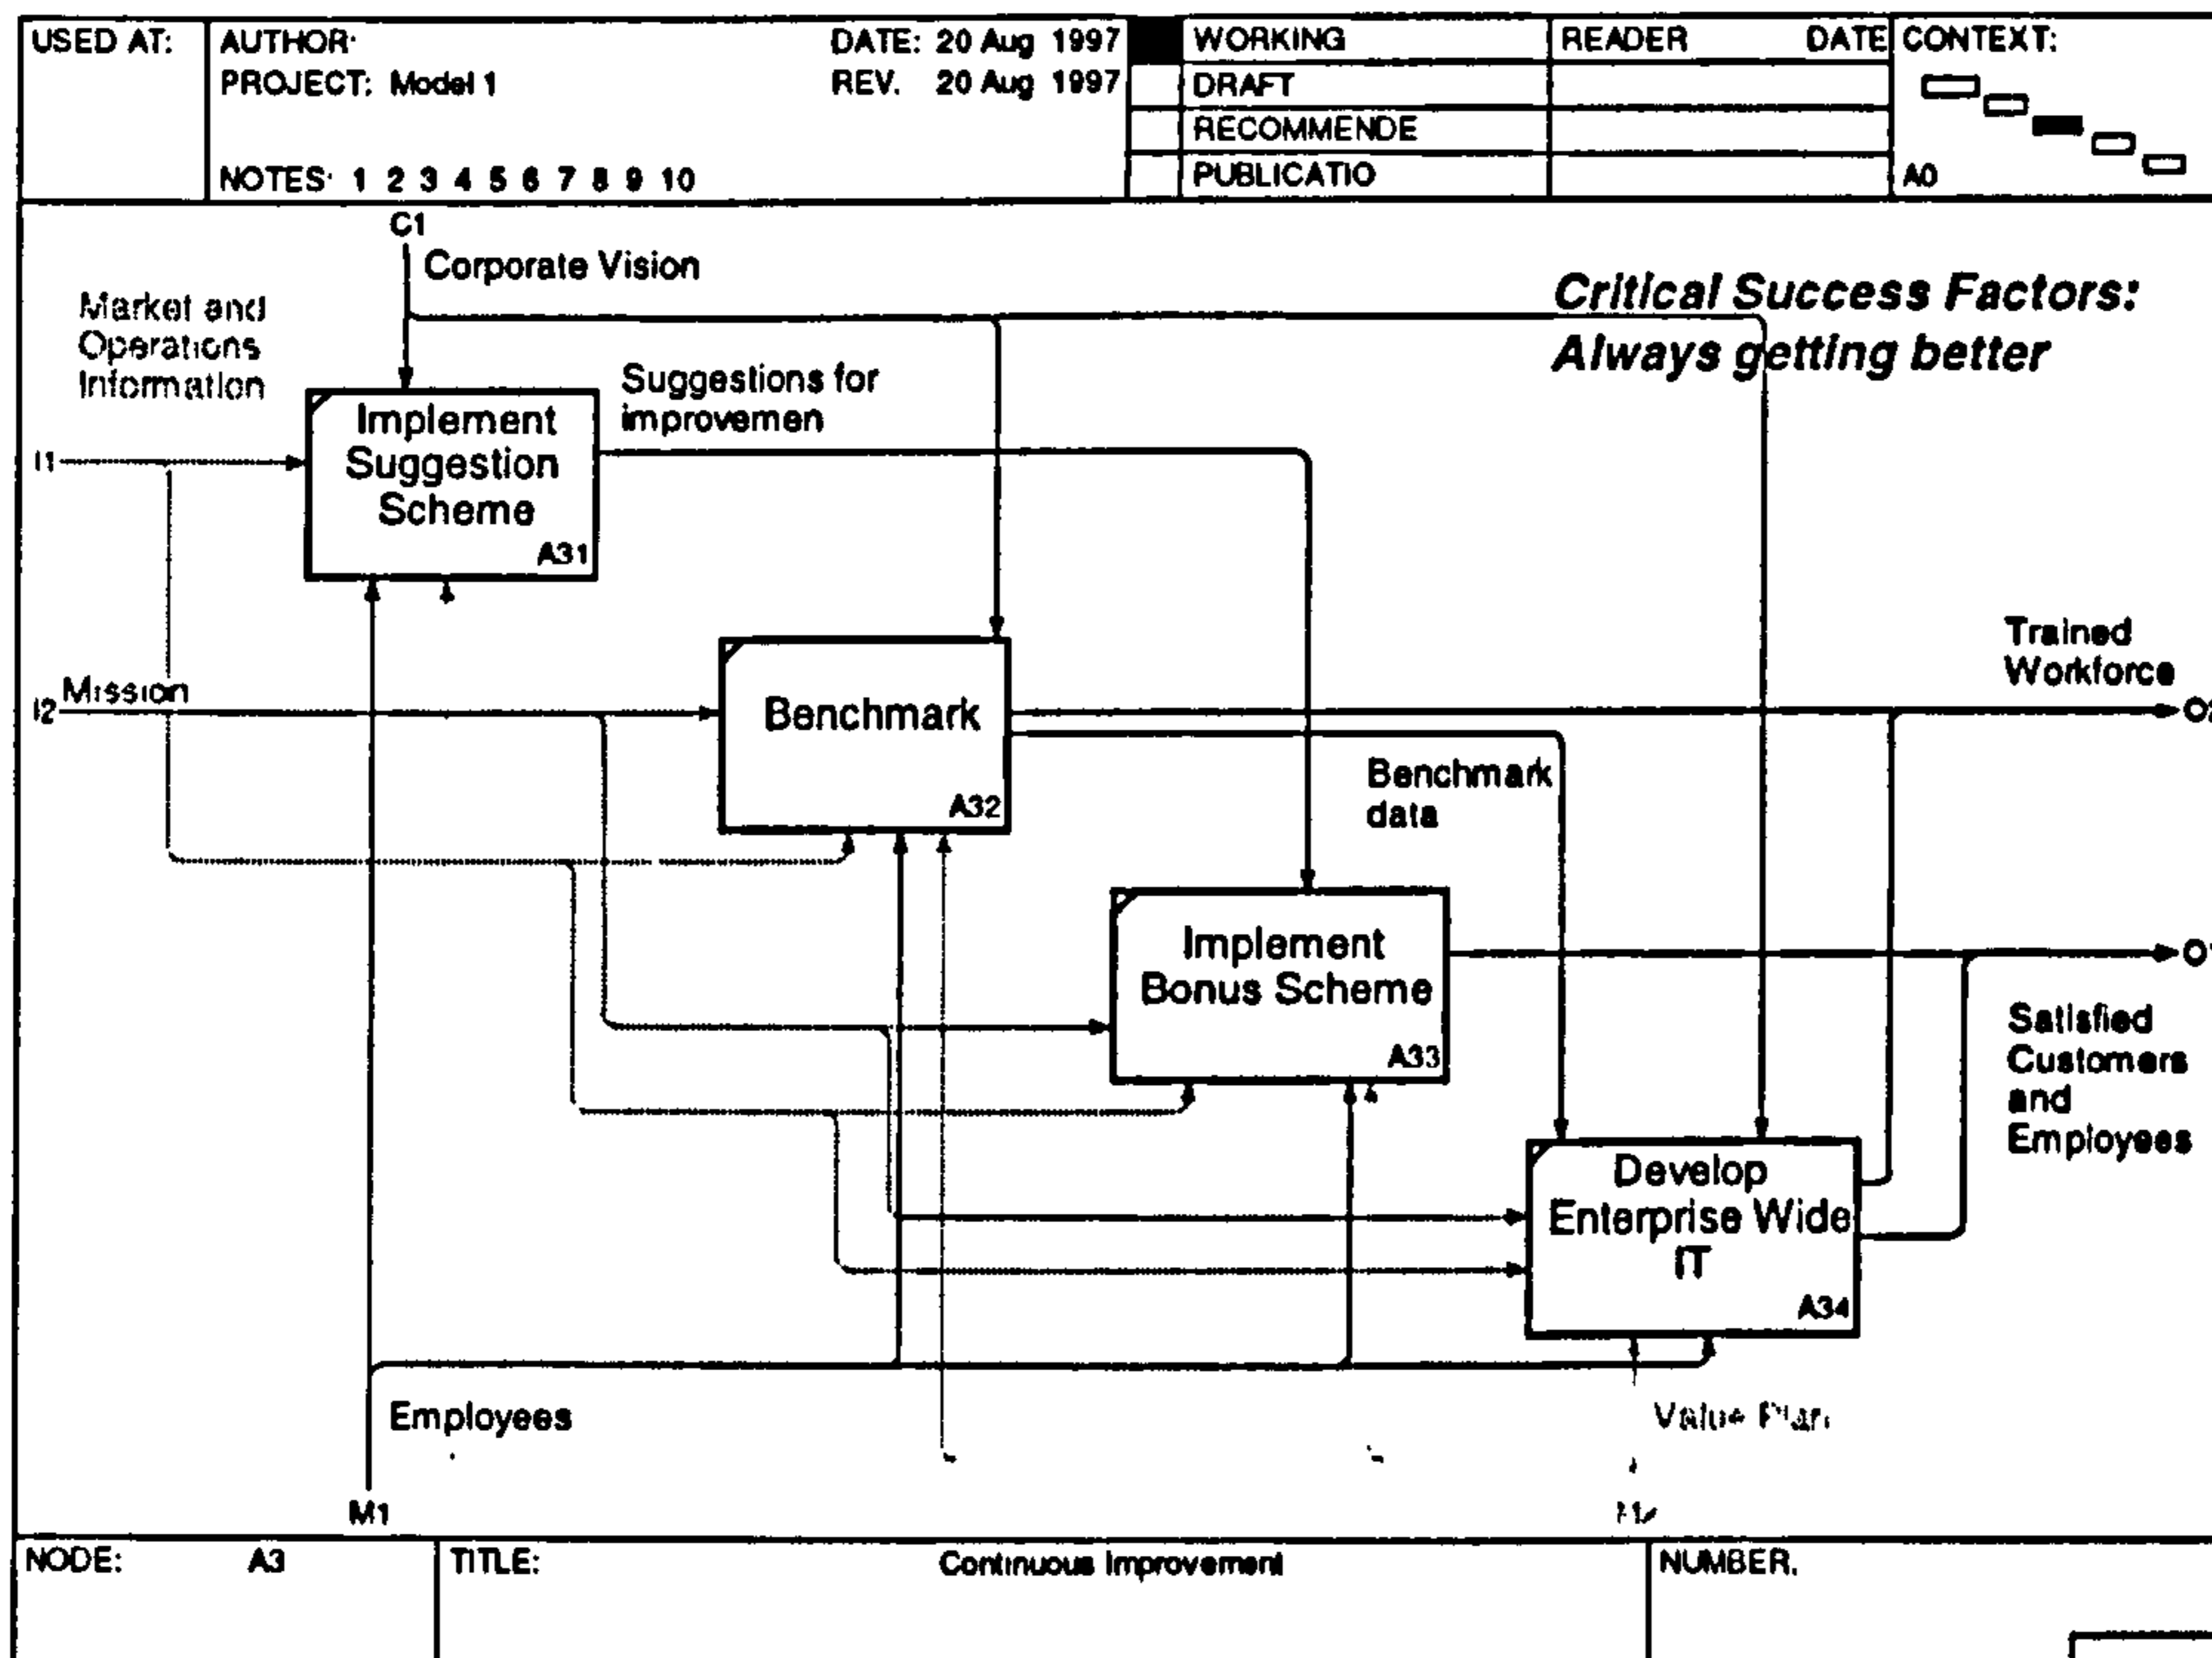 USED AT:
AUTHOR:
DATE: 20 Aug 1997
PROJECT: Model 1
REV. 20 Aug 1997
NOTES: 1 2 3 4 5 6 7 8 9 10
WORKING
DRAFT
RECOMMENDE
PUBLICATIO
READER DATE
CONTEXT:
A0
C1
Corporate Vision
Critical Success Factors:
Always getting better
Market and
Operations
Information
I1
Implement
Suggestion
Scheme
A31
Suggestions for
improvemen
I2
Mission
Benchmark
A32
Trained
Workforce
Benchmark
data
Implement
Bonus Scheme
A33
Satisfied
Customers
and
Employees
Develop
Enterprise Wide
IT
A34
Employees
Value Plan
M1
NODE: A3
TITLE: Continuous Improvement
NUMBER.